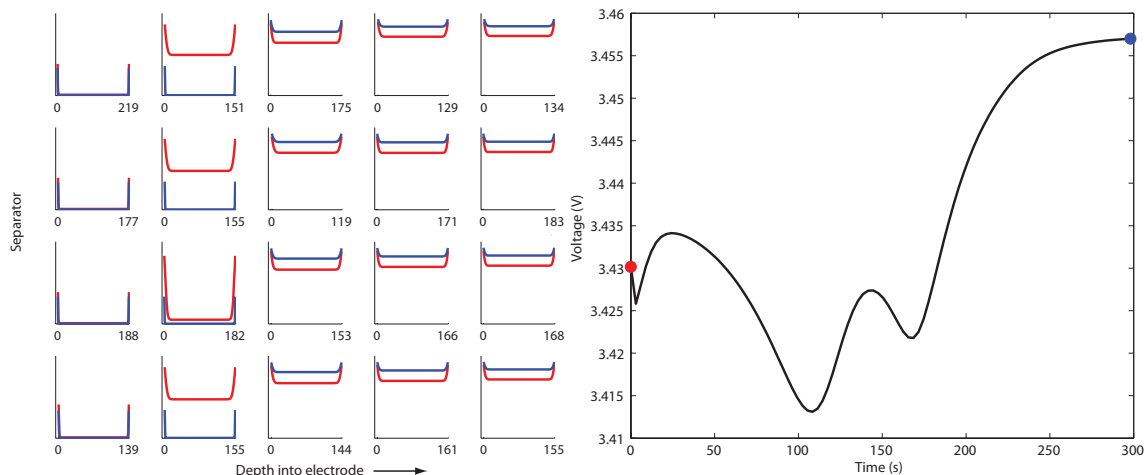 0 219 0 151 0 175 0 129 0 134
0 177 0 155 0 119 0 171 0 183
0 188 0 182 0 153 0 166 0 168
0 139 0 155 0 144 0 161 0 155
Separator
Depth into electrode
3.46
3.455
3.45
3.445
3.44
3.435
3.43
3.425
3.42
3.415
3.41
Voltage (V)
0 50 100 150 200 250 300
Time (s)